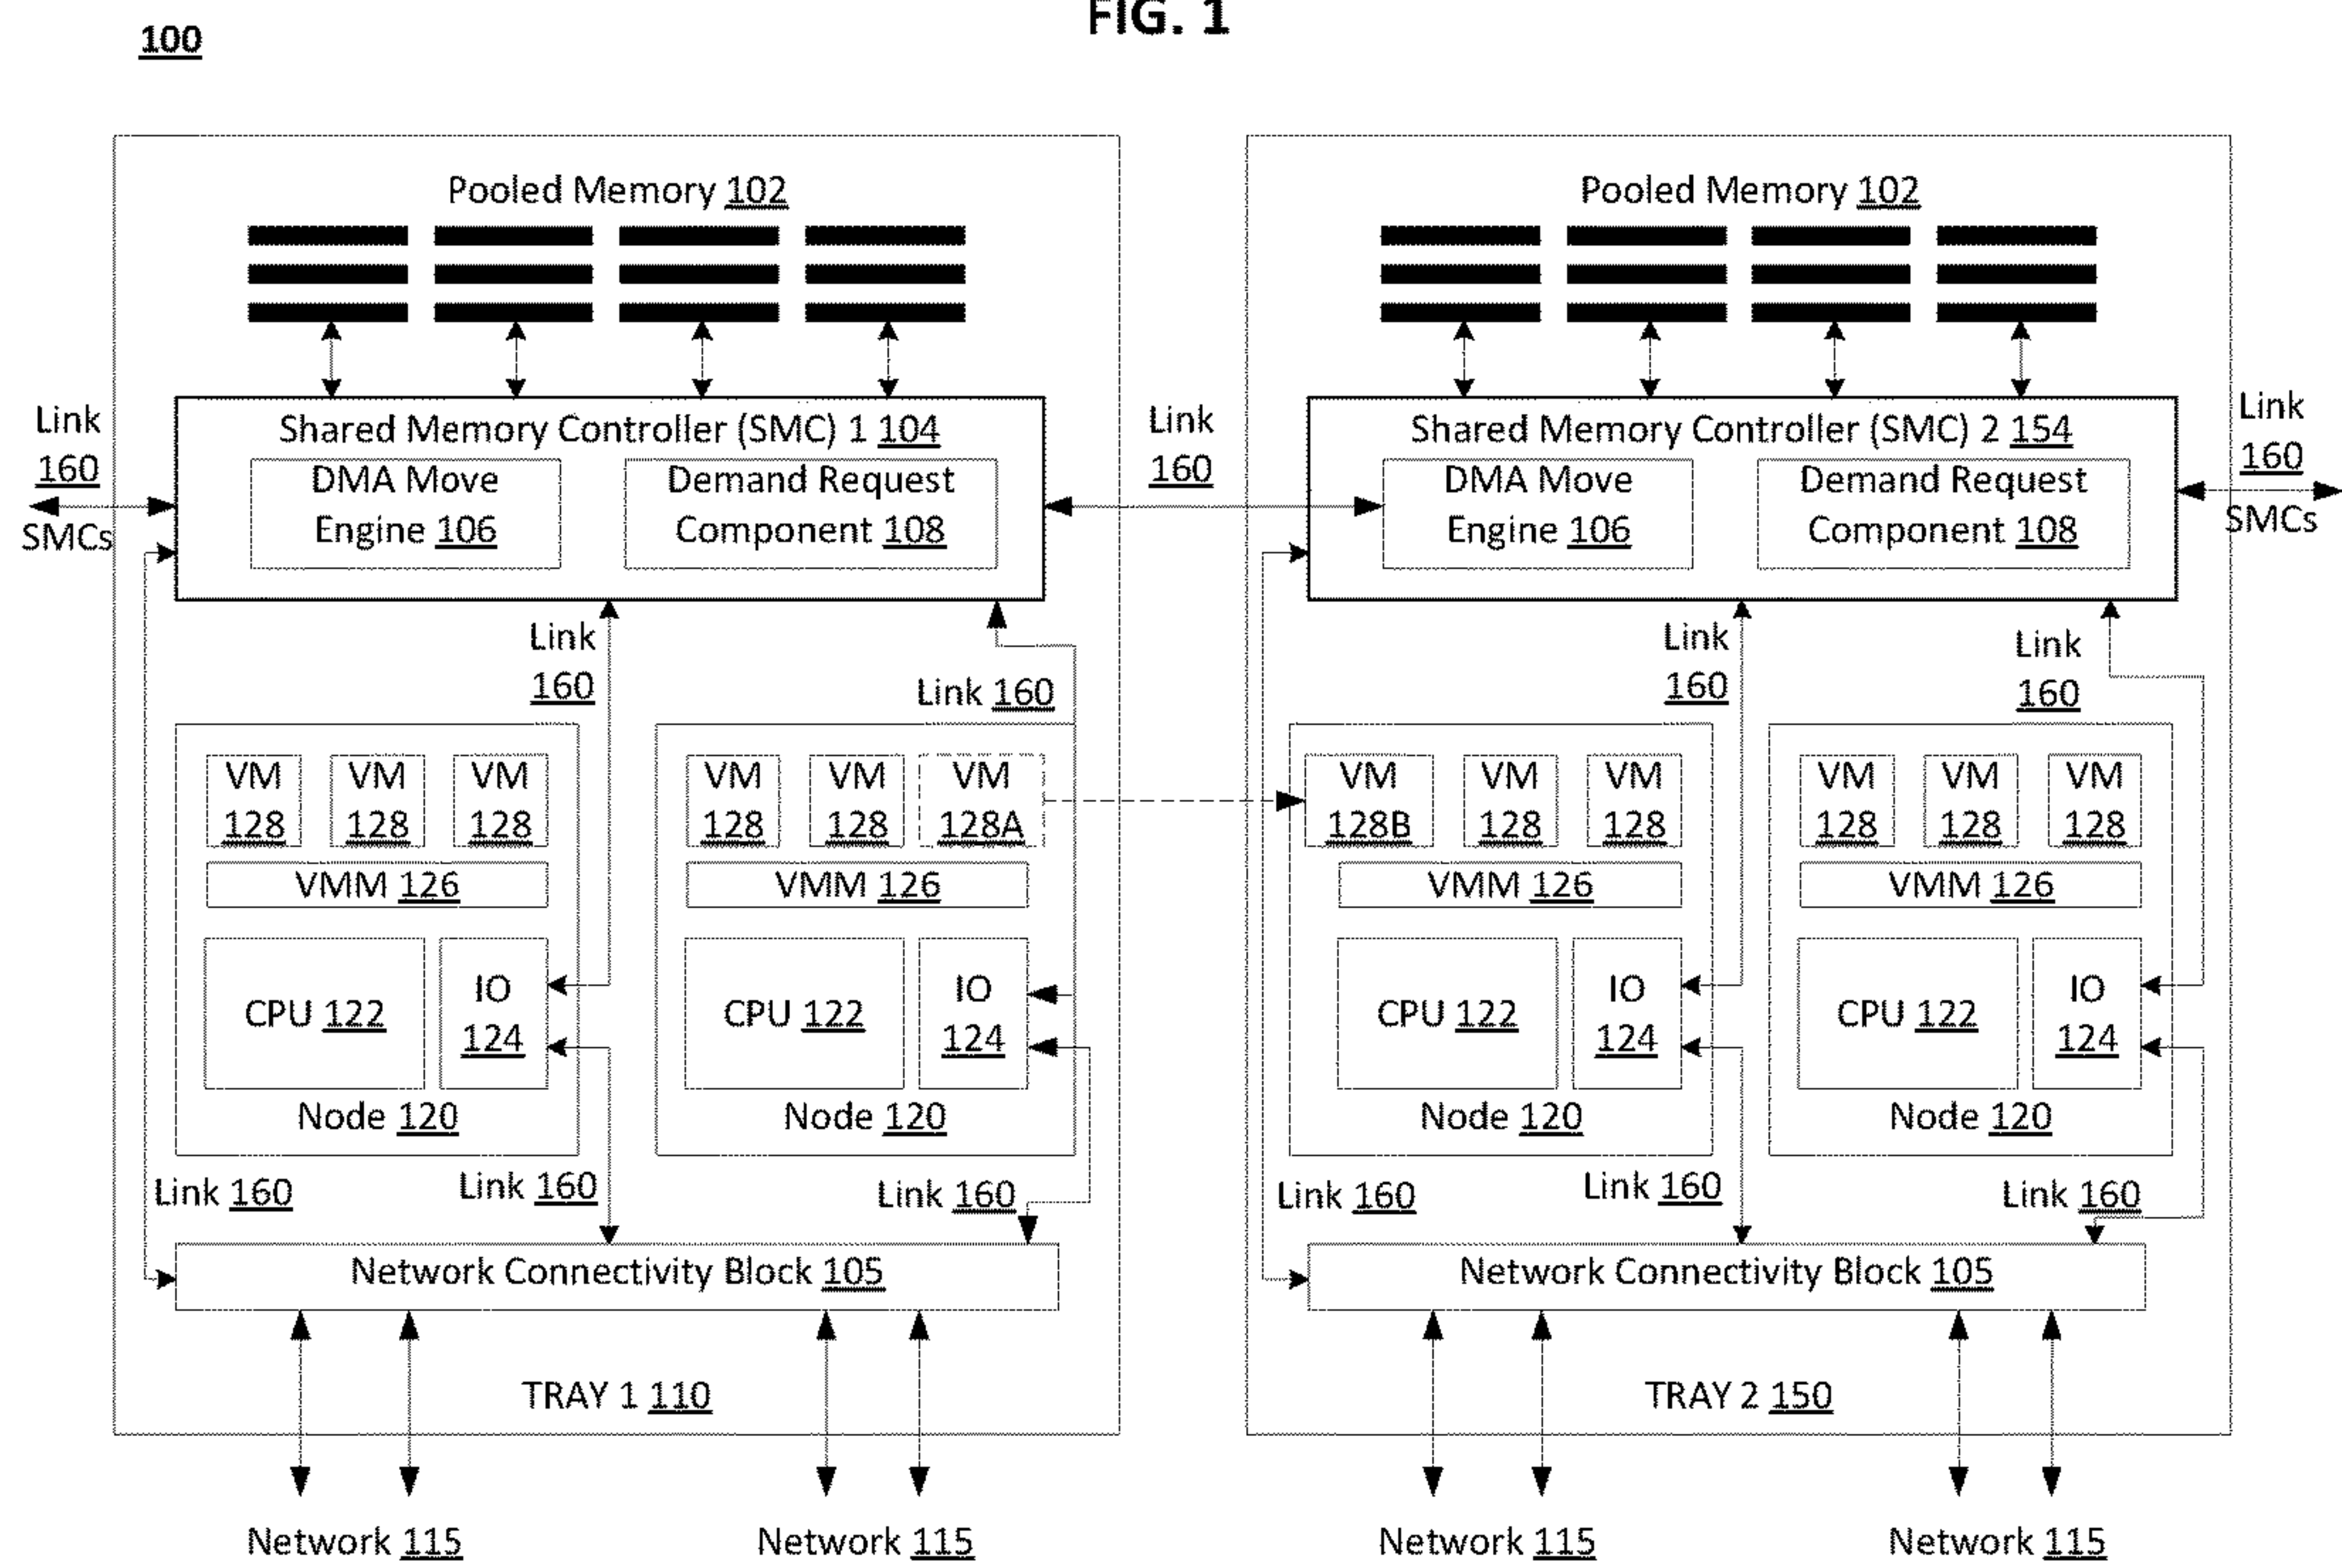 FIG. 1
100
Pooled Memory 102
Shared Memory Controller (SMC) 1 104
DMA Move
Engine 106
Demand Request
Component 108
Link
160
SMCs
Link
160
Link
160
Link 160
VM
128
VM
128
VM
128
VMM 126
CPU 122
IO
124
Node 120
VM
128
VM
128
VM
128A
VMM 126
CPU 122
IO
124
Node 120
Link 160
Link 160
Link 160
Network Connectivity Block 105
TRAY 1 110
Network 115
Network 115
Pooled Memory 102
Shared Memory Controller (SMC) 2 154
DMA Move
Engine 106
Demand Request
Component 108
Link
160
SMCs
Link
160
Link
160
VM
128B
VM
128
VM
128
VMM 126
CPU 122
IO
124
Node 120
VM
128
VM
128
VM
128
VMM 126
CPU 122
IO
124
Node 120
Link 160
Link 160
Link 160
Network Connectivity Block 105
TRAY 2 150
Network 115
Network 115